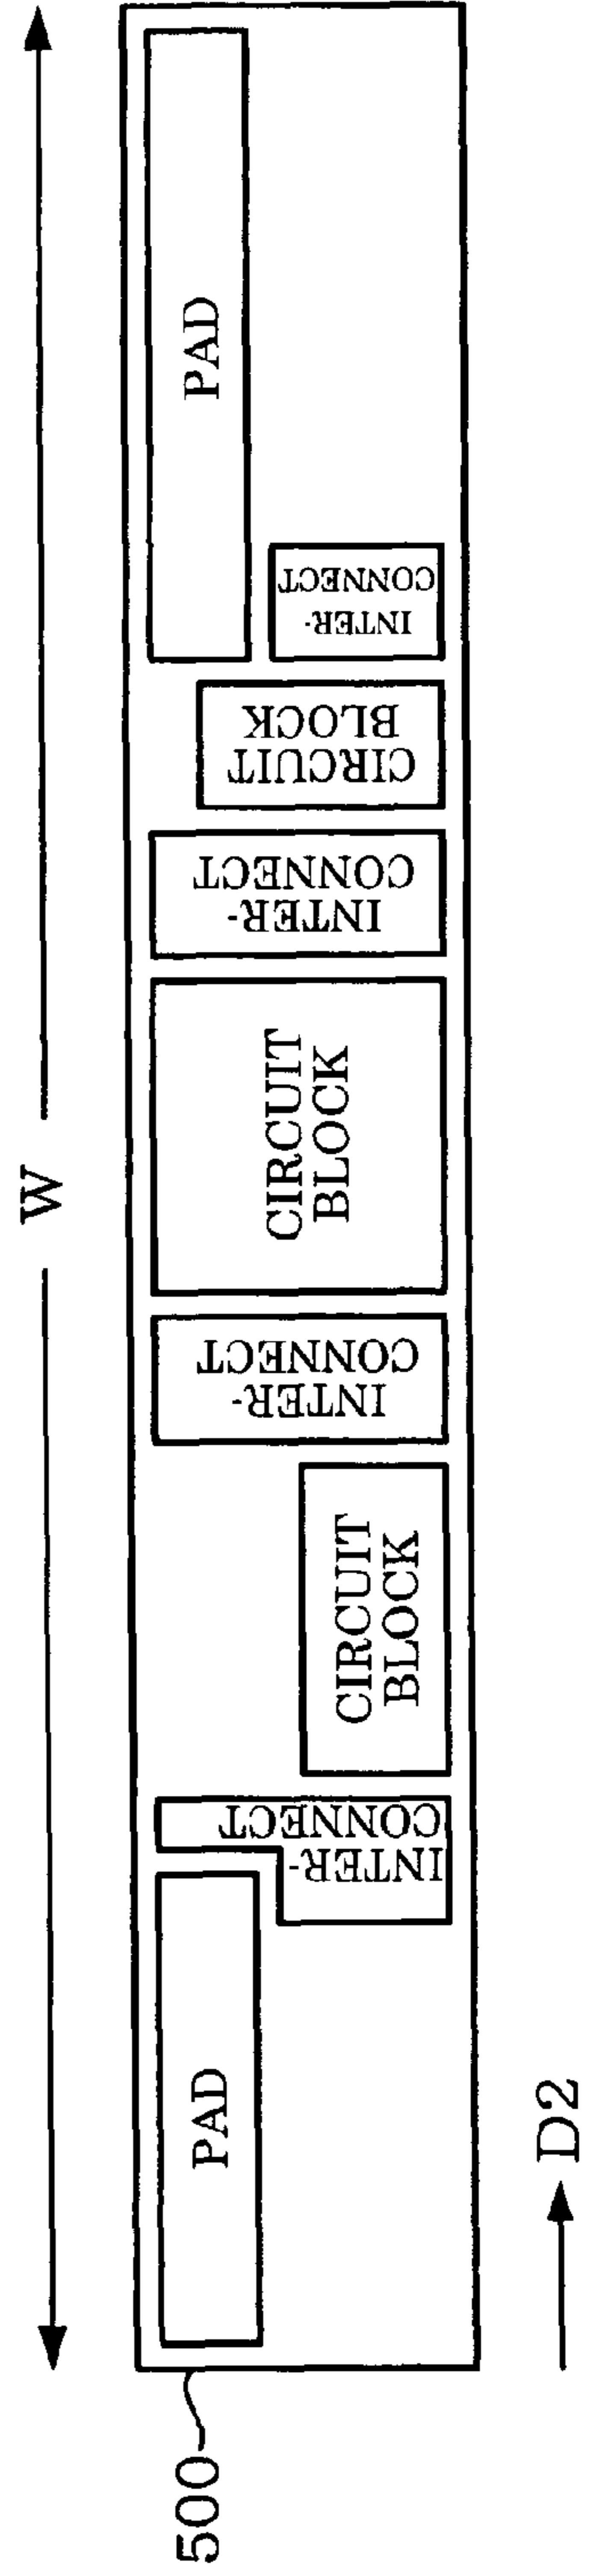 W
500
PAD
INTER-
CONNECT
CIRCUIT
BLOCK
INTER-
CONNECT
CIRCUIT
BLOCK
INTER-
CONNECT
CIRCUIT
BLOCK
INTER-
CONNECT
PAD
D2